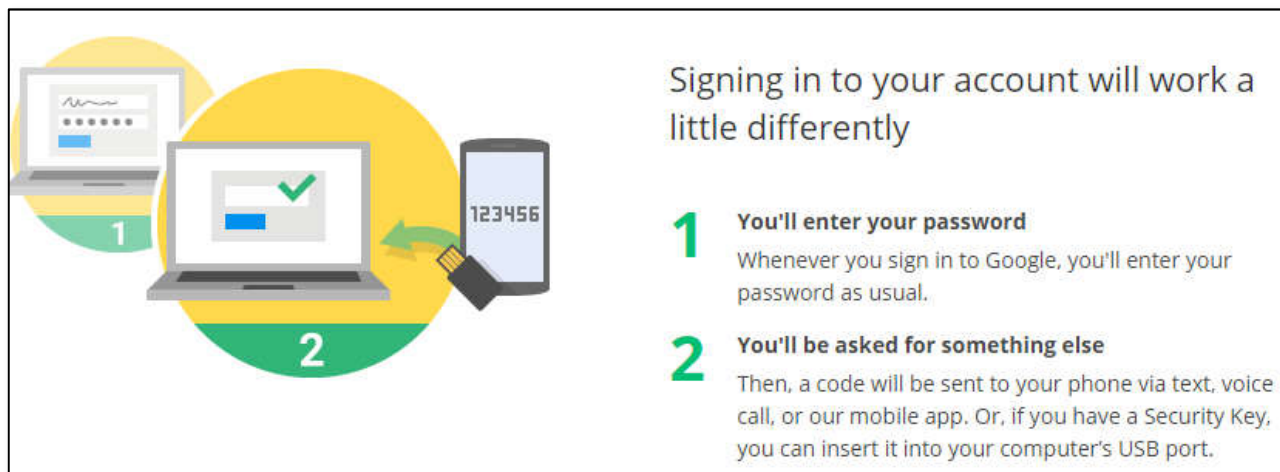 Signing in to your account will work a
little differently
1
You'll enter your password
Whenever you sign in to Google, you'll enter your
password as usual.
2
You'll be asked for something else
Then, a code will be sent to your phone via text, voice
call, or our mobile app. Or, if you have a Security Key,
you can insert it into your computer's USB port.
1
123456
2